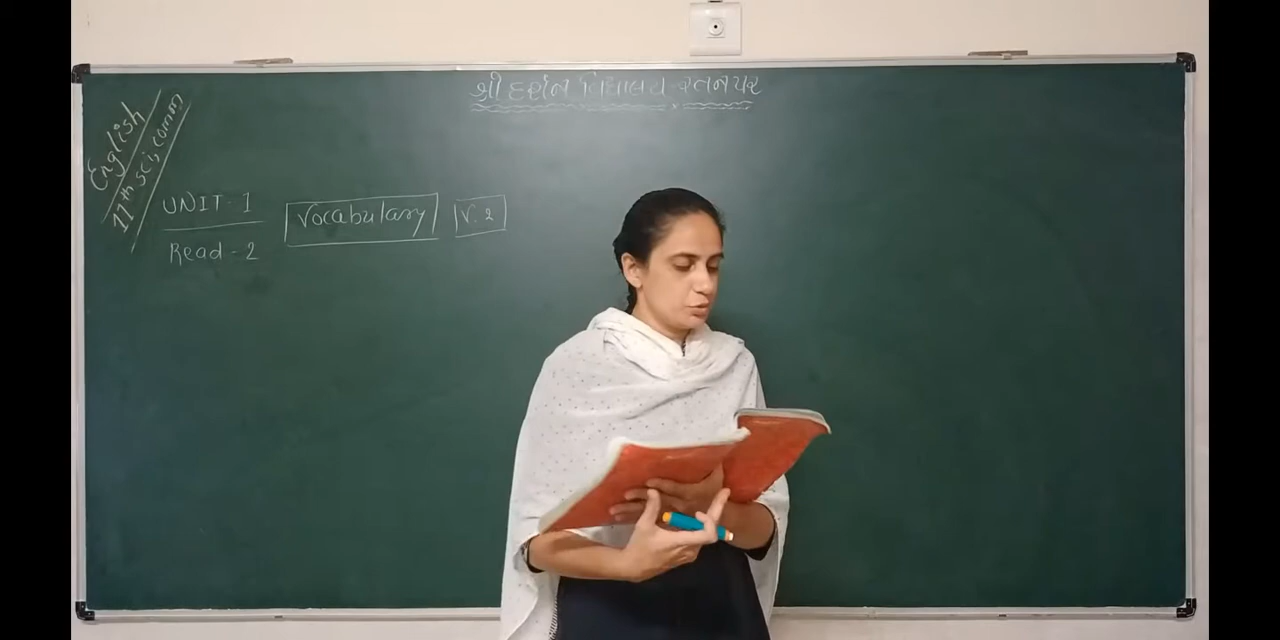 શ્રી દર્શન વિદ્યાલય-રતનપર
English
11th sci, comm
UNIT-1
Read-2
Vocabulary
V.2